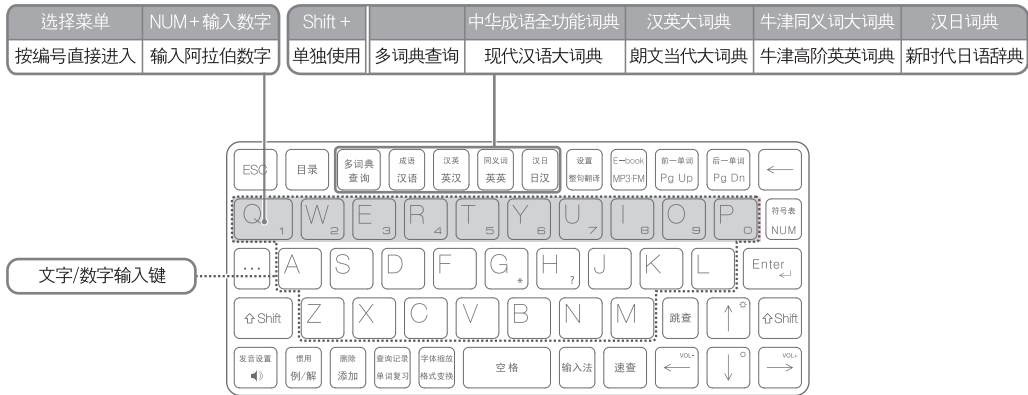 选择菜单 NUM+输入数字 Shift + 中华成语全功能词典 汉英大词典 牛津同义词大词典 汉日词典
按编号直接进入 输入阿拉伯数字 单独使用 多词典查询 现代汉语大词典 朗文当代大词典 牛津高阶英英词典 新时代日语辞典
ESC 目录 多词典 查询 成语 汉语 汉英 英汉 同义词 英英 汉日 日汉 设置 整句翻译 E-book MP3·FM 前一单词 Pg Up 后一单词 Pg Dn ←
Q 1 W 2 E 3 R 4 T 5 Y 6 U 7 I 8 O 9 P 0 符号表 NUM
文字/数字输入键 ... A S D F G * H ? J K L Enter
Shift Z X C V B N M 跳查 ↑ Shift
发音设置 惯用 例/解 删除 添加 查询记录 单词复习 字体缩放 格式变换 空格 输入法 速查 VOL- ← ↓ VOL+ →